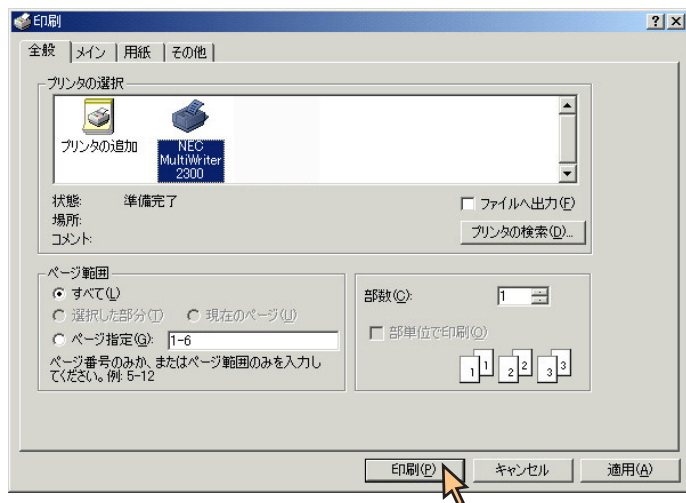 印刷
? ×
全般 メイン 用紙 その他
プリンタの選択
プリンタの追加
NEC
MultiWriter
2300
状態: 準備完了
場所:
コメント:
ファイルへ出力(F)
プリンタの検索(D)...
ページ範囲
すべて(L)
選択した部分(T) 現在のページ(U)
ページ指定(G): 1-6
ページ番号のみか、またはページ範囲のみを入力し
てください。例: 5-12
部数(C): 1
部単位で印刷(O)
1 1 2 2 3 3
印刷(P) キャンセル 適用(A)